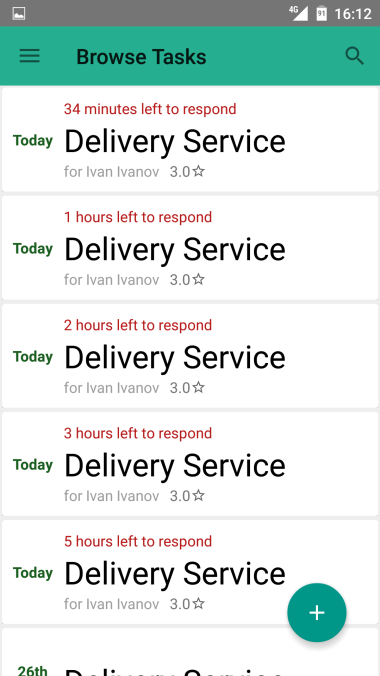 4G 91 16:12
Browse Tasks
34 minutes left to respond
Today
Delivery Service
for Ivan Ivanov 3.0☆
1 hours left to respond
Today
Delivery Service
for Ivan Ivanov 3.0☆
2 hours left to respond
Today
Delivery Service
for Ivan Ivanov 3.0☆
3 hours left to respond
Today
Delivery Service
for Ivan Ivanov 3.0☆
5 hours left to respond
Today
Delivery Service
for Ivan Ivanov 3.0☆
+
26th
Delivery Service